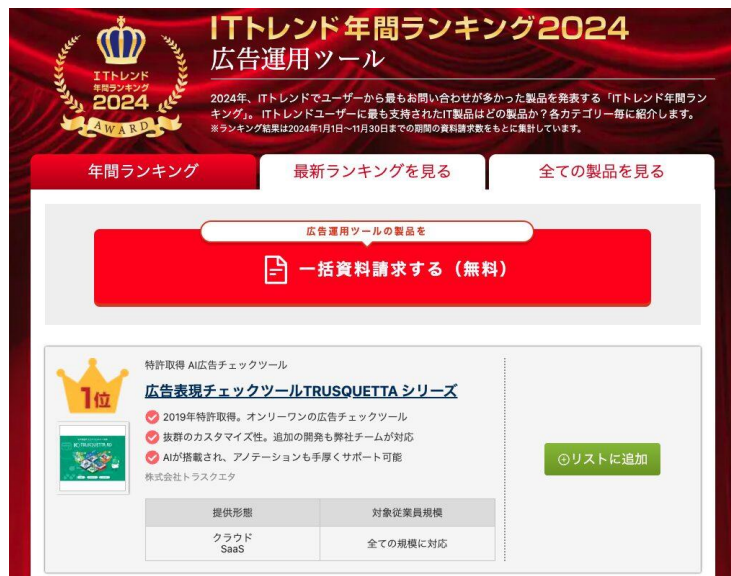 ITトレンド年間ランキング2024
広告運用ツール
ITトレンド
年間ランキング
2024
AWARD
2024年、ITトレンドでユーザーから最もお問い合わせが多かった製品を発表する「ITトレンド年間ラン
キング」。 ITトレンドユーザーに最も支持されたIT製品はどの製品か？各カテゴリー毎に紹介します。
※ランキング結果は2024年1月1日〜11月30日までの期間の資料請求数をもとに集計しています。
年間ランキング
最新ランキングを見る
全ての製品を見る
広告運用ツールの製品を
一括資料請求する（無料）
1位
特許取得 AI広告チェックツール
広告表現チェックツールTRUSQUETTA シリーズ
2019年特許取得。オンリーワンの広告チェックツール
抜群のカスタマイズ性。追加の開発も弊社チームが対応
AIが搭載され、アノテーションも手厚くサポート可能
株式会社トラスクエタ
提供形態
対象従業員規模
クラウド
SaaS
全ての規模に対応
リストに追加